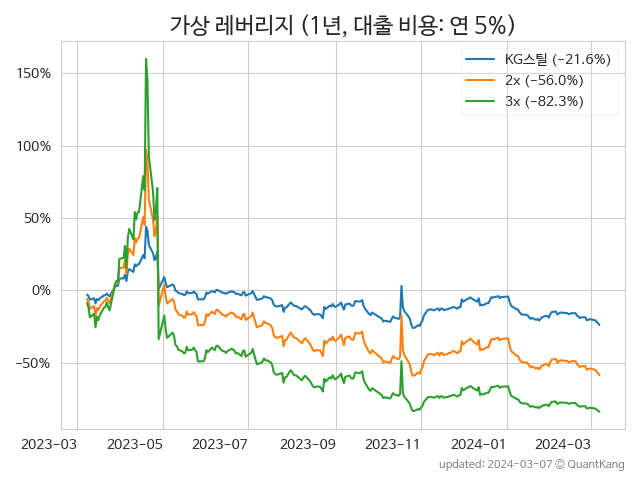 가상 레버리지 (1년, 대출 비용: 연 5%)
KG스틸 (−21.6%)
2x (−56.0%)
3x (−82.3%)
150%
100%
50%
0%
−50%
2023−03 2023−05 2023−07 2023−09 2023−11 2024−01 2024−03
updated: 2024−03−07 © QuantKang